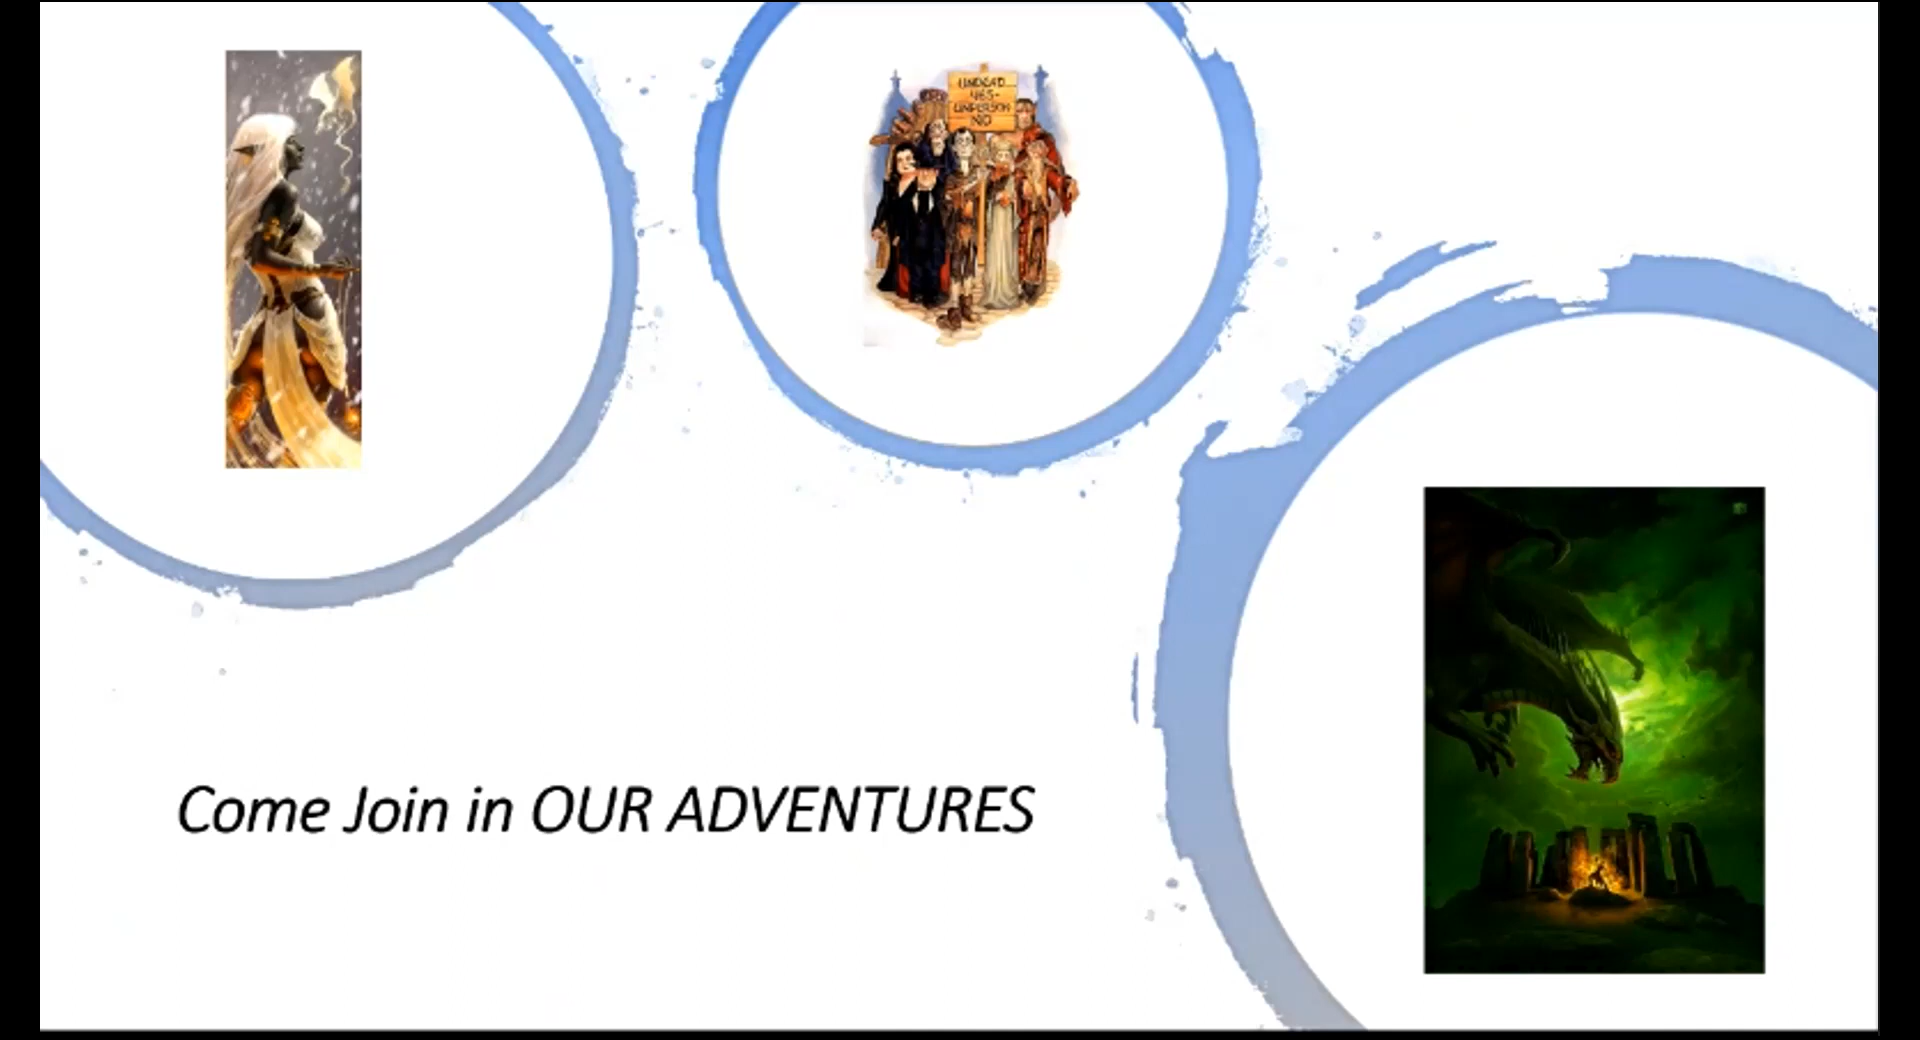 UNDEAD
YES-
UNPERSON
NO
Come Join in OUR ADVENTURES